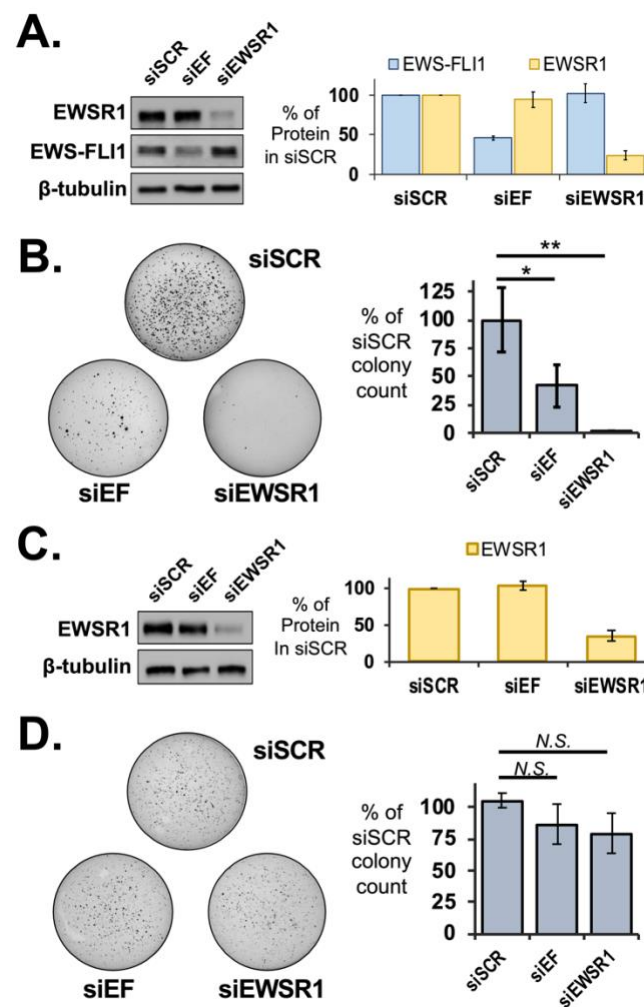 A.
siSCR
siEF
siEWSR1
EWSR1
EWS-FLI1
β-tubulin
EWS-FLI1
EWSR1
% of
Protein
in siSCR
100
50
0
siSCR
siEF
siEWSR1
B.
siSCR
siEF
siEWSR1
**
*
% of
siSCR
colony
count
125
100
75
50
25
0
siSCR
siEF
siEWSR1
C.
siSCR
siEF
siEWSR1
EWSR1
β-tubulin
EWSR1
% of
Protein
In siSCR
100
50
0
siSCR
siEF
siEWSR1
D.
siSCR
siEF
siEWSR1
N.S.
N.S.
% of
siSCR
colony
count
100
75
50
25
0
siSCR
siEF
siEWSR1